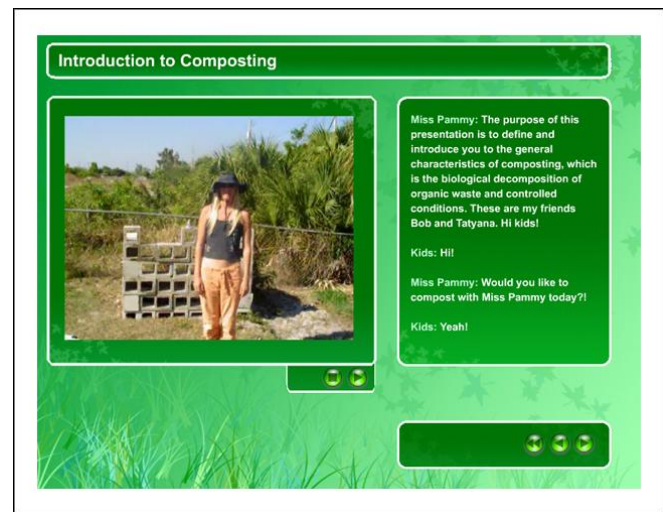 Introduction to Composting
Miss Pammy: The purpose of this
presentation is to define and
introduce you to the general
characteristics of composting, which
is the biological decomposition of
organic waste and controlled
conditions. These are my friends
Bob and Tatyana. Hi kids!
Kids: Hi!
Miss Pammy: Would you like to
compost with Miss Pammy today?!
Kids: Yeah!